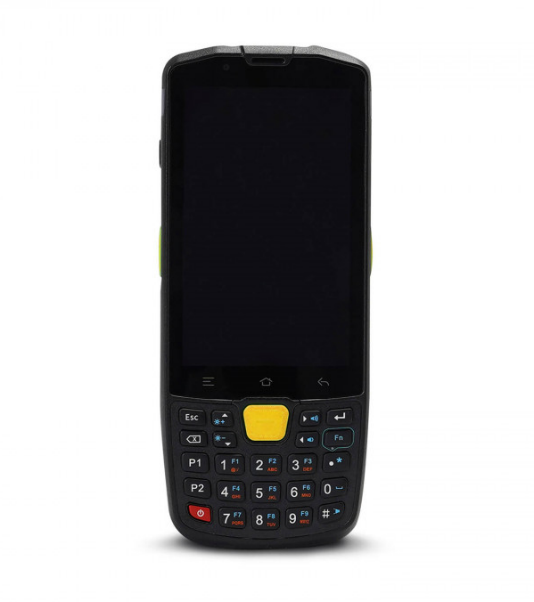 Esc
Fn
P1 1 F1 2 F2 ABC 3 F3 DEF . *
P2 4 F4 GHI 5 F5 JKL 6 F6 MNO 0
7 F7 PQRS 8 F8 TUV 9 F9 WXYZ #